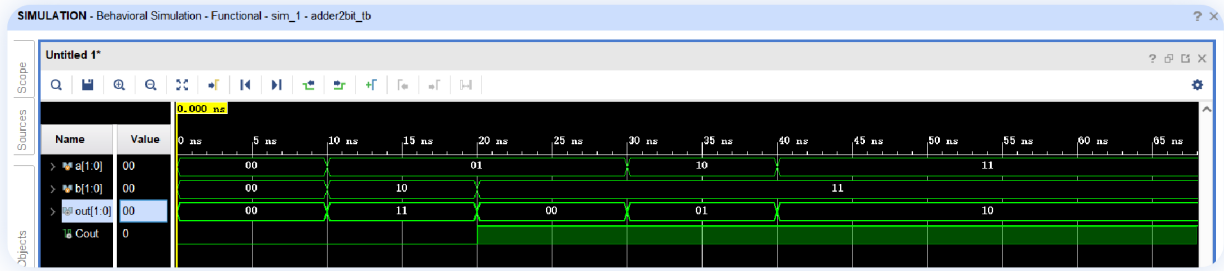 SIMULATION - Behavioral Simulation - Functional - sim_1 - adder2bit_tb
? ×
Untitled 1*
Scope
Sources
Objects
0.000 ns
Name Value 0 ns 5 ns 10 ns 15 ns 20 ns 25 ns 30 ns 35 ns 40 ns 45 ns 50 ns 55 ns 60 ns 65 ns
> a[1:0] 00 00 01 10 11
> b[1:0] 00 00 10 11
> out[1:0] 00 00 11 00 01 10
Cout 0